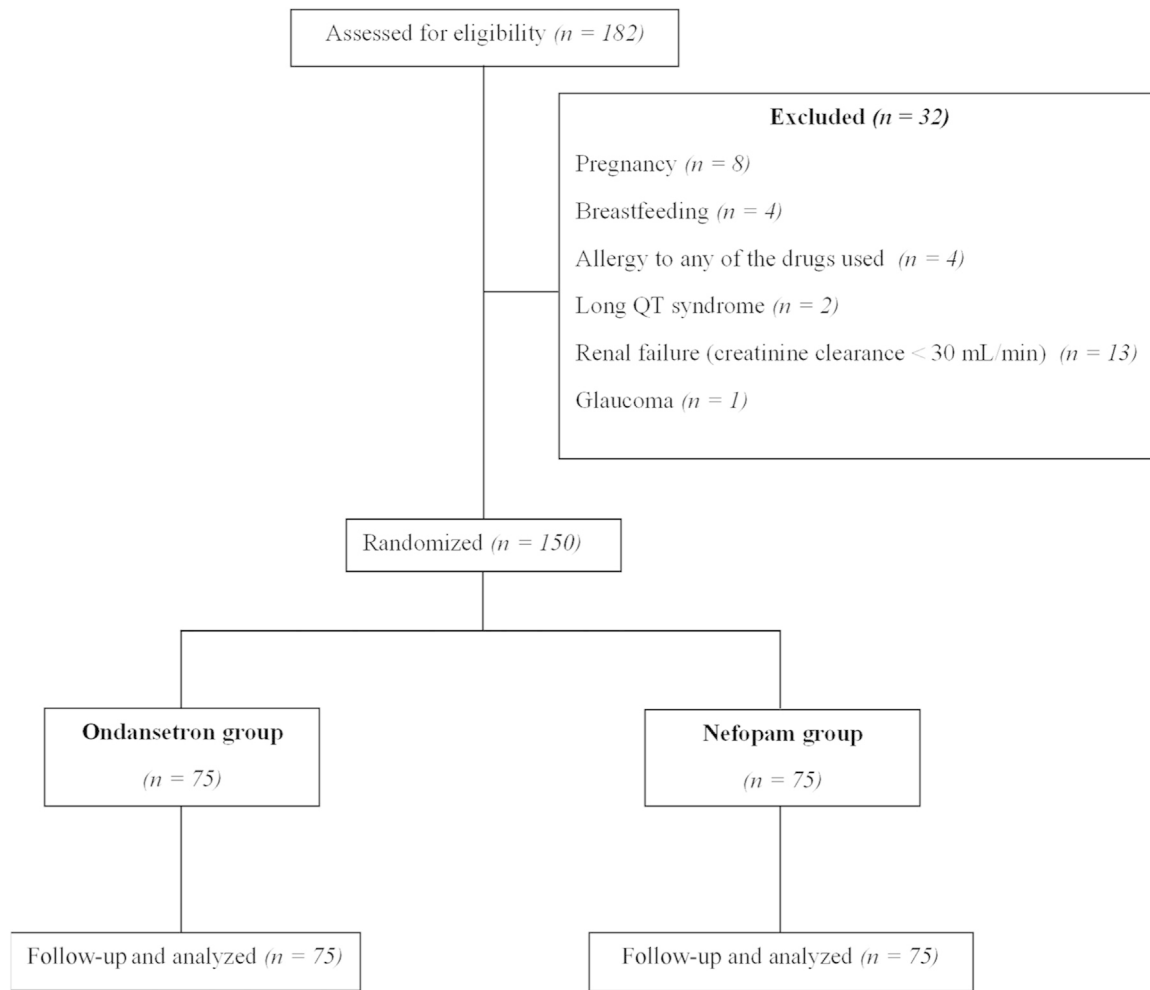 Assessed for eligibility (n = 182)
Excluded (n = 32)
Pregnancy (n = 8)
Breastfeeding (n = 4)
Allergy to any of the drugs used (n = 4)
Long QT syndrome (n = 2)
Renal failure (creatinine clearance < 30 mL/min) (n = 13)
Glaucoma (n = 1)
Randomized (n = 150)
Ondansetron group
(n = 75)
Nefopam group
(n = 75)
Follow-up and analyzed (n = 75)
Follow-up and analyzed (n = 75)